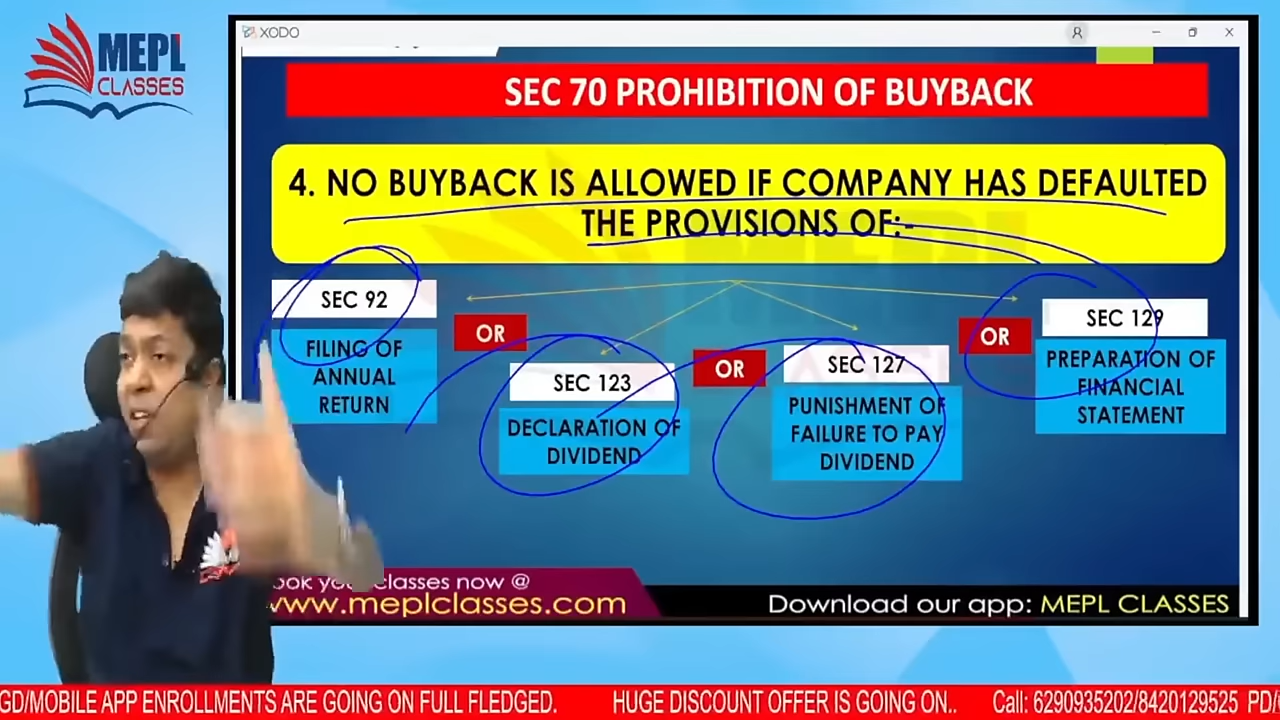 MEPL
CLASSES
XODO
SEC 70 PROHIBITION OF BUYBACK
4. NO BUYBACK IS ALLOWED IF COMPANY HAS DEFAULTED
THE PROVISIONS OF:-
SEC 92
FILING OF
ANNUAL
RETURN
OR
SEC 123
DECLARATION OF
DIVIDEND
OR
SEC 127
PUNISHMENT OF
FAILURE TO PAY
DIVIDEND
OR
SEC 129
PREPARATION OF
FINANCIAL
STATEMENT
classes now @
www.meplclasses.com
Download our app: MEPL CLASSES
GD/MOBILE APP ENROLLMENTS ARE GOING ON FULL FLEDGED. HUGE DISCOUNT OFFER IS GOING ON.. Call: 6290935202/8420129525 PD/